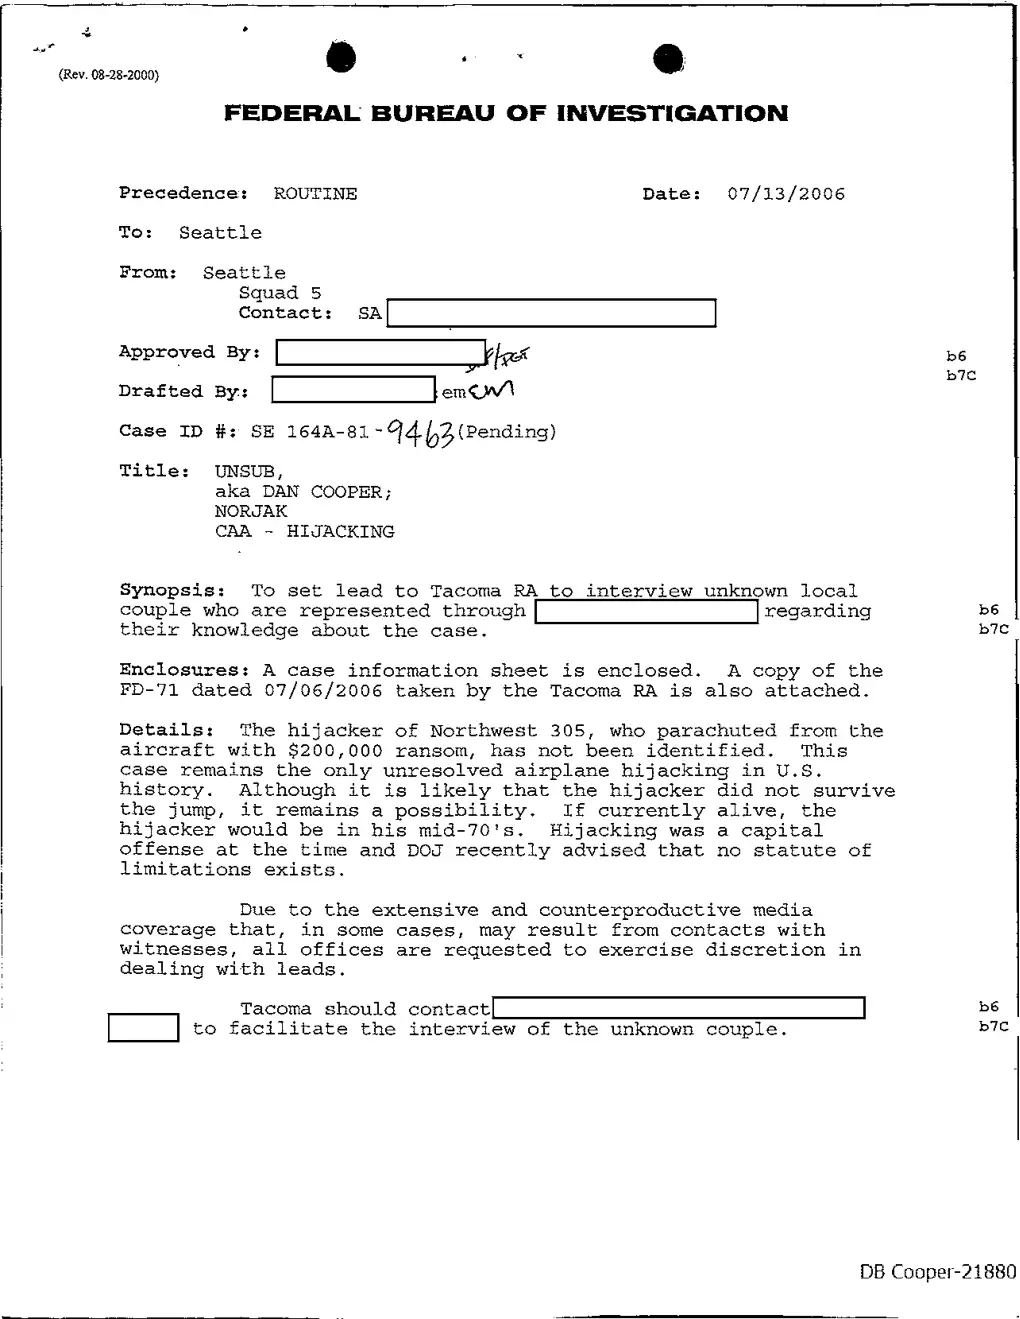 (Rev. 08-28-2000)
FEDERAL BUREAU OF INVESTIGATION
Precedence: ROUTINE Date: 07/13/2006
To: Seattle
From: Seattle
Squad 5
Contact: SA
Approved By:
b6
b7C
Drafted By: :em
Case ID #: SE 164A-81-9463 (Pending)
Title: UNSUB,
aka DAN COOPER;
NORJAK
CAA - HIJACKING
Synopsis: To set lead to Tacoma RA to interview unknown local
couple who are represented through regarding
their knowledge about the case.
b6
b7C
Enclosures: A case information sheet is enclosed. A copy of the
FD-71 dated 07/06/2006 taken by the Tacoma RA is also attached.
Details: The hijacker of Northwest 305, who parachuted from the
aircraft with $200,000 ransom, has not been identified. This
case remains the only unresolved airplane hijacking in U.S.
history. Although it is likely that the hijacker did not survive
the jump, it remains a possibility. If currently alive, the
hijacker would be in his mid-70's. Hijacking was a capital
offense at the time and DOJ recently advised that no statute of
limitations exists.
Due to the extensive and counterproductive media
coverage that, in some cases, may result from contacts with
witnesses, all offices are requested to exercise discretion in
dealing with leads.
Tacoma should contact
to facilitate the interview of the unknown couple.
b6
b7C
DB Cooper-21880